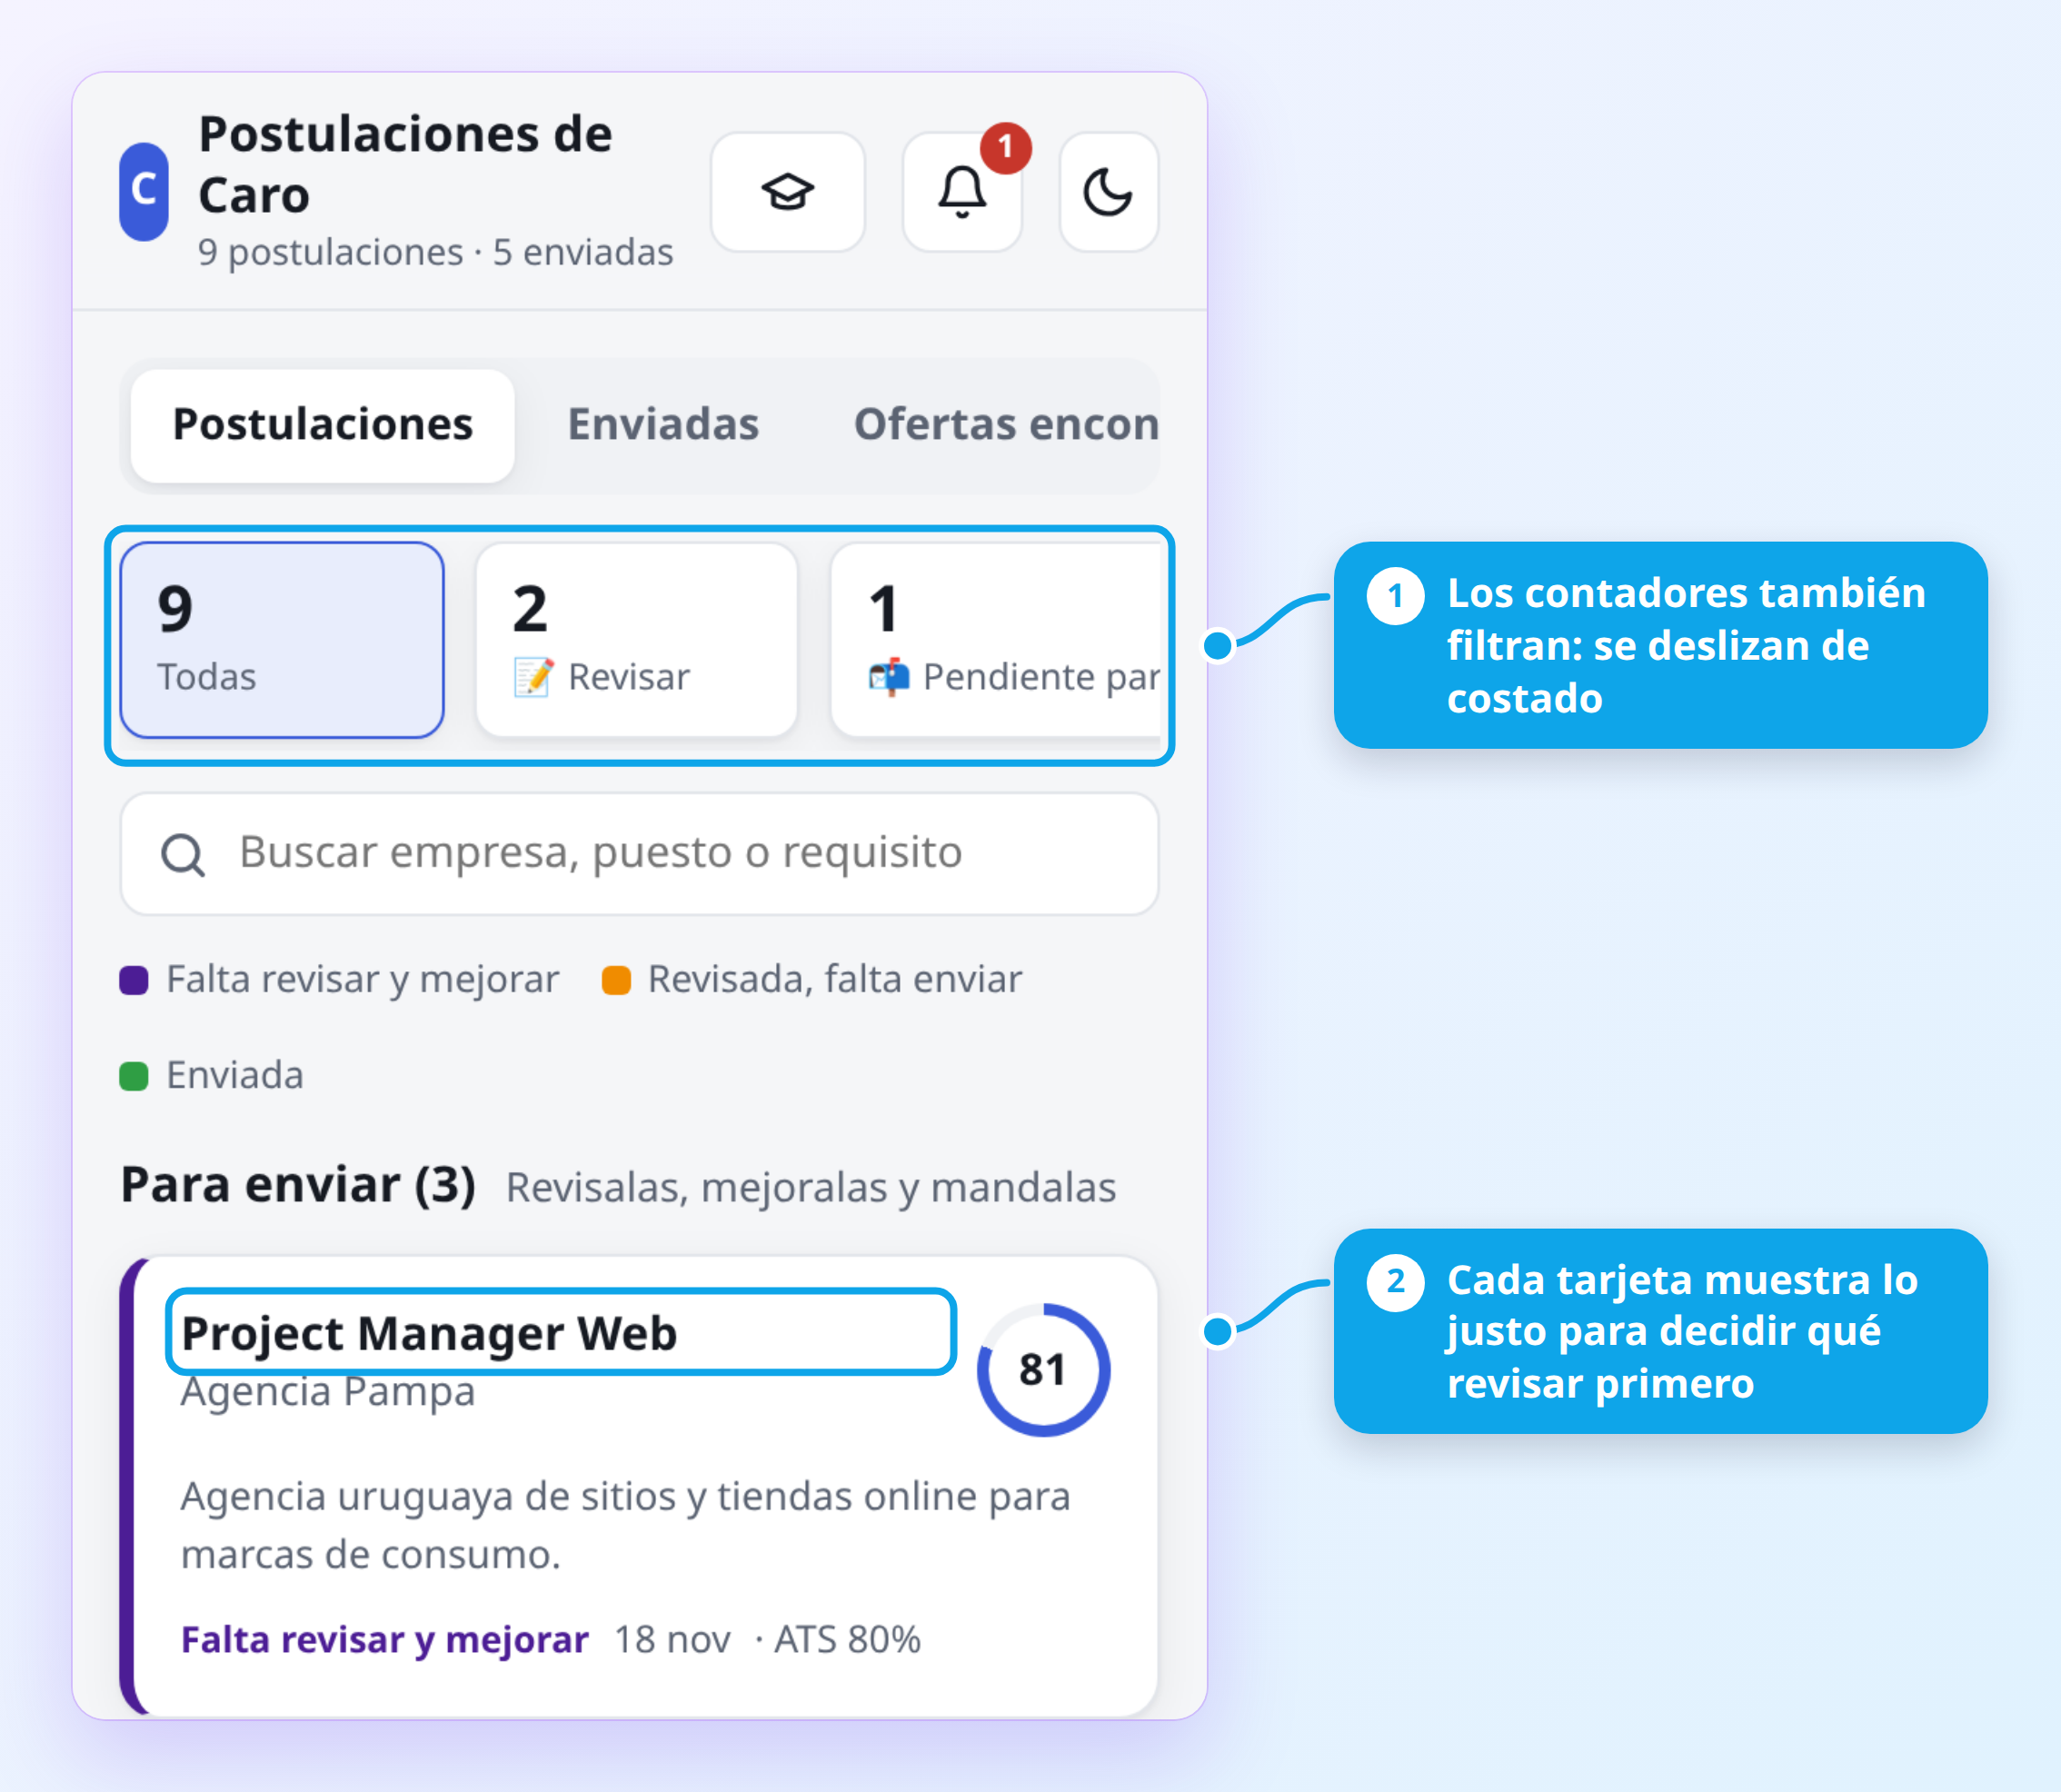 C
Postulaciones de
Caro
9 postulaciones · 5 enviadas
1
Postulaciones
Enviadas
Ofertas encon
9
Todas
2
Revisar
1
Pendiente par
1
Los contadores también
filtran: se deslizan de
costado
Buscar empresa, puesto o requisito
Falta revisar y mejorar
Revisada, falta enviar
Enviada
Para enviar (3) Revisalas, mejoralas y mandalas
Project Manager Web
Agencia Pampa
81
Agencia uruguaya de sitios y tiendas online para
marcas de consumo.
Falta revisar y mejorar 18 nov · ATS 80%
2
Cada tarjeta muestra lo
justo para decidir qué
revisar primero